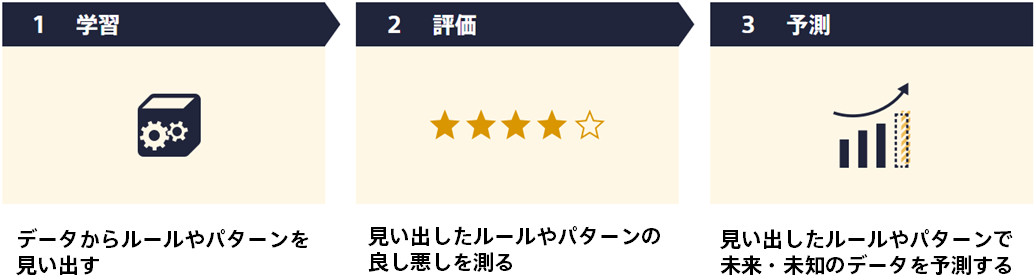 1 学習
データからルールやパターンを
見い出す
2 評価
見い出したルールやパターンの
良し悪しを測る
3 予測
見い出したルールやパターンで
未来・未知のデータを予測する